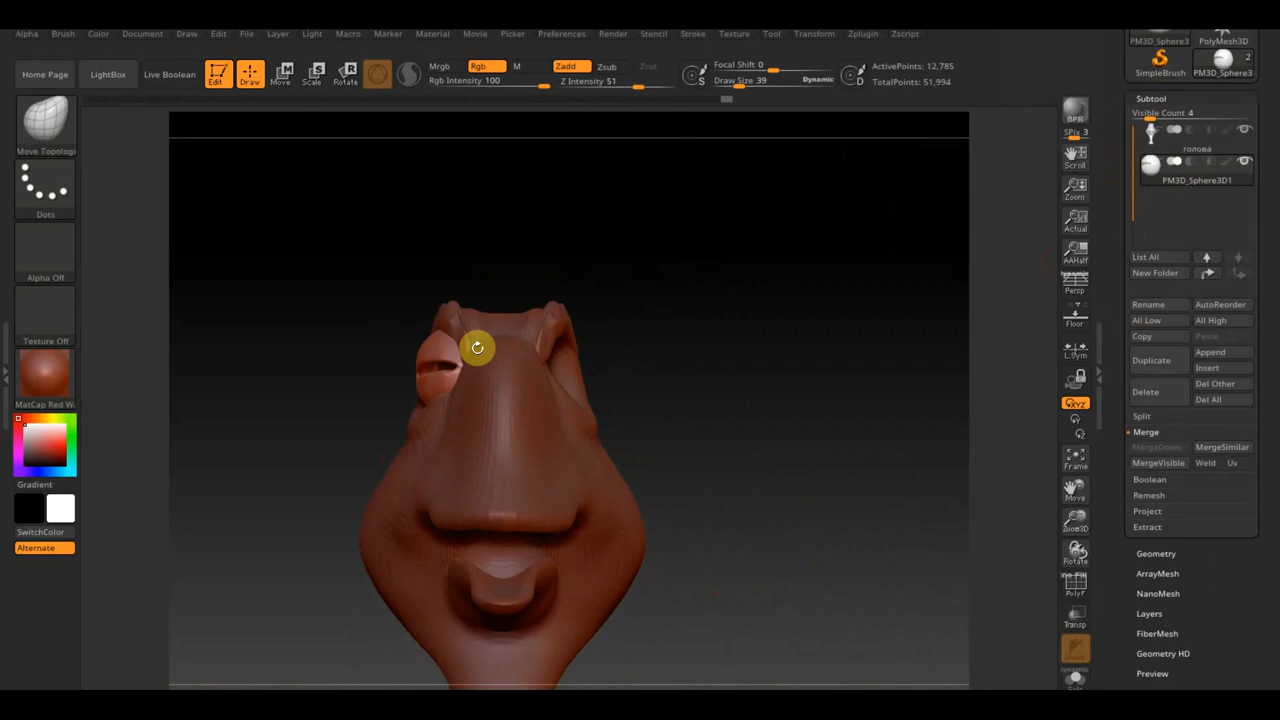 Alpha Brush Color Document Draw Edit File Layer Light Macro Marker Material Movie Picker Preferences Render Stencil Stroke Texture Tool Transform Zplugin Zscript
PM3D_Sphere3 PolyMesh3D
2
SimpleBrush PM3D_Sphere3
Home Page LightBox Live Boolean Edit Draw Move Scale Rotate
Mrgb Rgb M Zadd Zsub Zcut
Rgb Intensity 100 Z Intensity 51
Focal Shift 0
Draw Size 39 Dynamic
ActivePoints: 12,785
TotalPoints: 51,994
Move Topologi
Dots
Alpha Off
Texture Off
MatCap Red Wa
Gradient
SwitchColor
Alternate
BPR
SPix 3
Scroll
Zoom
Actual
AAHalf
Dynamic
Persp
Floor
L.Sym
XYZ
Y
Z
Frame
Move
Zoom3D
Rotate
PolyF
Transp
Subtool
Visible Count 4
голова
PM3D_Sphere3D1
List All
New Folder
Rename AutoReorder
All Low All High
Copy Paste
Duplicate Append
Insert
Delete Del Other
Del All
Split
Merge
MergeDown MergeSimilar
MergeVisible Weld Uv
Boolean
Remesh
Project
Extract
Geometry
ArrayMesh
NanoMesh
Layers
FiberMesh
Geometry HD
Preview